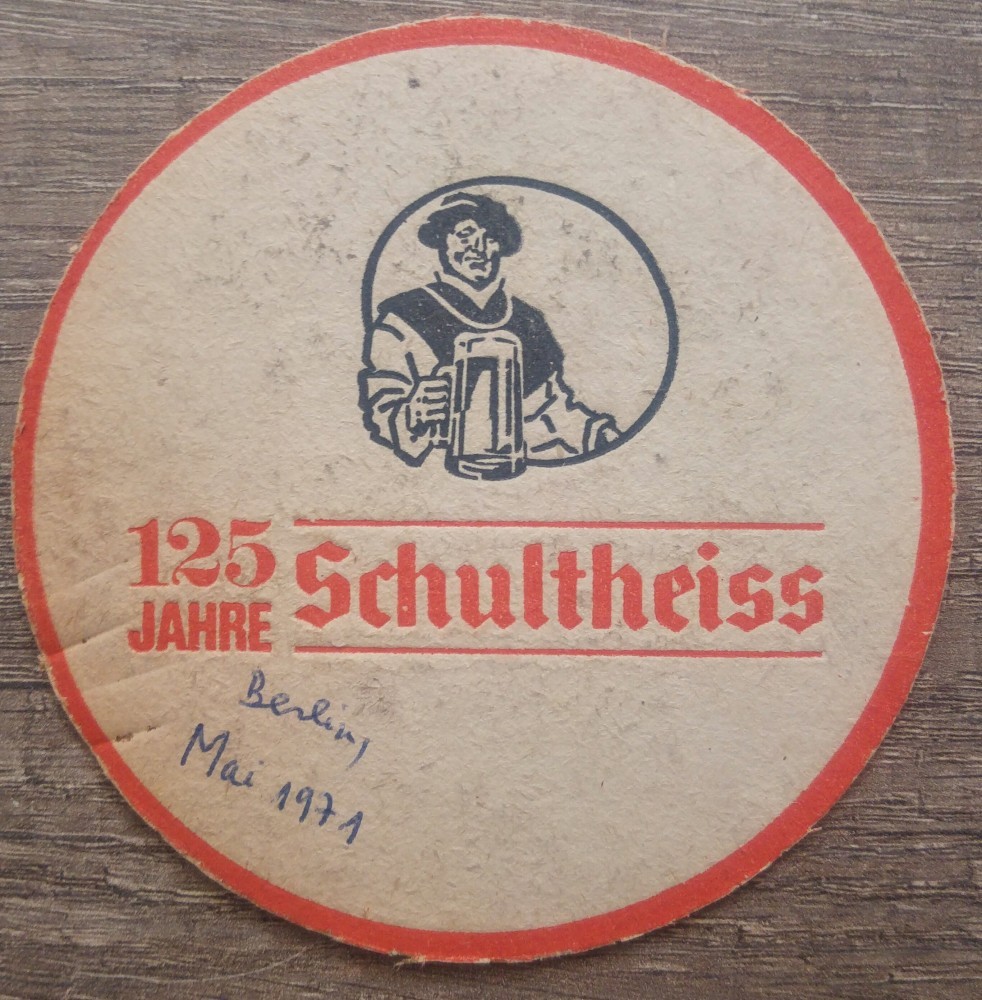 125 Schultheiss
JAHRE
Berlin,
Mai 1971